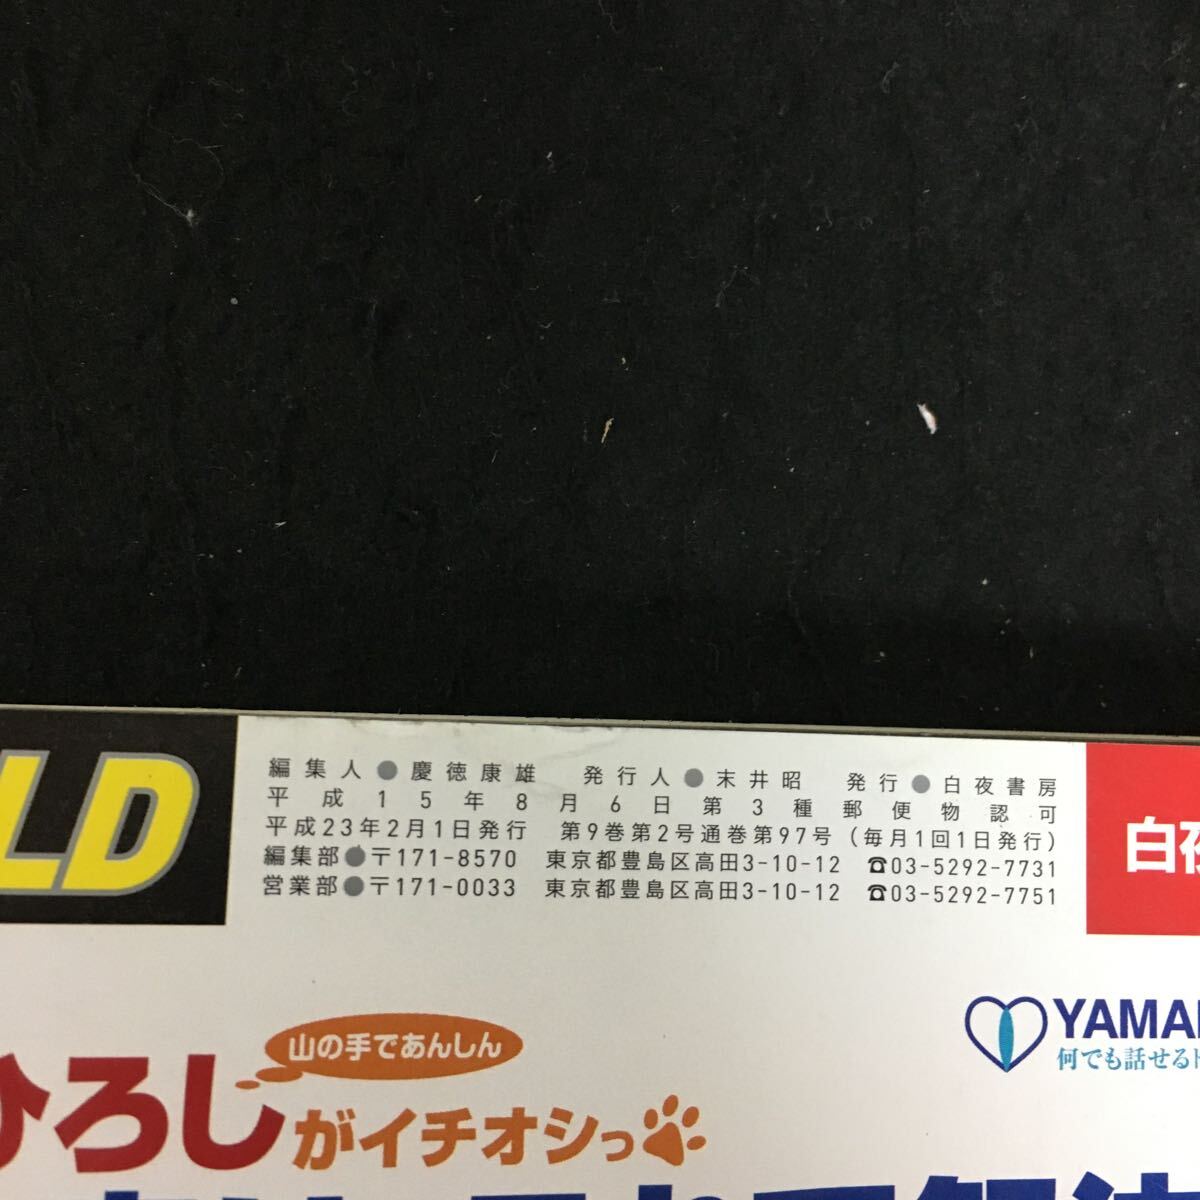 LD
編集人●慶徳康雄 発行人●末井昭 発行●白夜書房
平成15年8月6日第3種郵便物認可
平成23年2月1日発行 第9巻第2号通巻第97号（毎月1回1日発行）
編集部●〒171-8570 東京都豊島区高田3-10-12 ☎03-5292-7731
営業部●〒171-0033 東京都豊島区高田3-10-12 ☎03-5292-7751
白夜
山の手であんしん
ひろしがイチオシっ
YAMA
何でも話せる